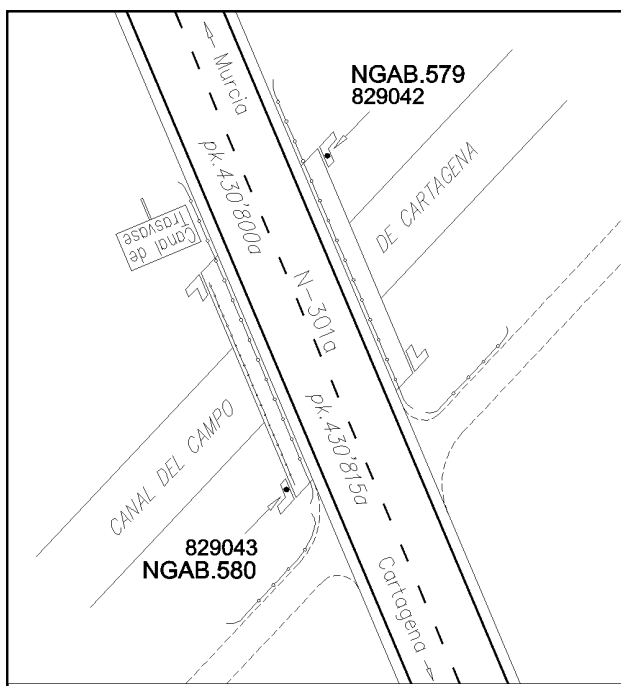 Murcia
NGAB.579
829042
pk.430'800a
DE CARTAGENA
Canal de
trasvase
N-301a
pk.430'815a
CANAL DEL CAMPO
829043
NGAB.580
Cartagena